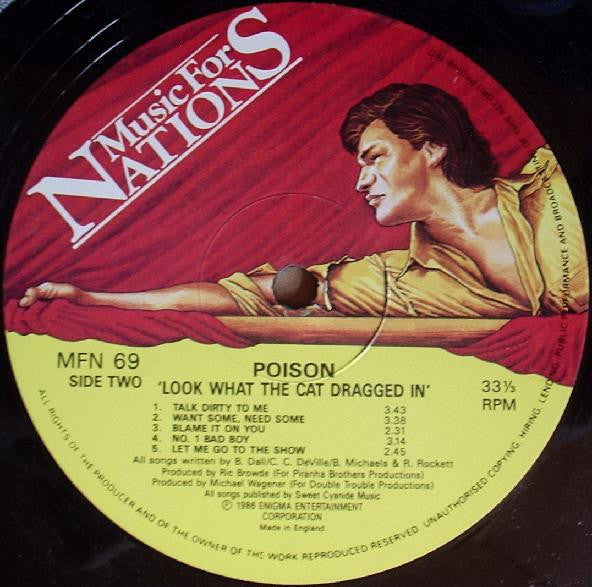 Music For
NATIONS
MFN 69
SIDE TWO
POISON
'LOOK WHAT THE CAT DRAGGED IN'
33⅓
RPM
1. TALK DIRTY TO ME 3.43
2. WANT SOME, NEED SOME 3.38
3. BLAME IT ON YOU 2.31
4. NO. 1 BAD BOY 3.14
5. LET ME GO TO THE SHOW 2.45
All songs written by B. Dall/C. C. DeVille/B. Michaels & R. Rockett
Produced by Ric Browde (For Piranha Brothers Productions)
Produced by Michael Wagener (For Double Trouble Productions)
All songs published by Sweet Cyanide Music
Ⓟ 1986 ENIGMA ENTERTAINMENT
CORPORATION
Made in England
ALL RIGHTS OF THE PRODUCER AND OF THE OWNER OF THE WORK REPRODUCED RESERVED. UNAUTHORISED COPYING, HIRING, LENDING, PUBLIC PERFORMANCE AND BROADCASTING OF THIS RECORD PROHIBITED